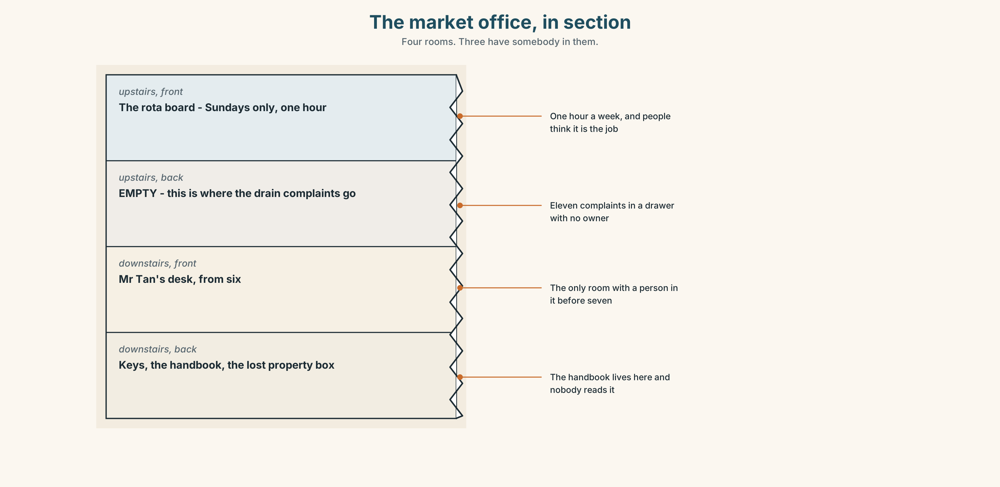 The market office, in section
Four rooms. Three have somebody in them.
upstairs, front
The rota board - Sundays only, one hour
One hour a week, and people
think it is the job
upstairs, back
EMPTY - this is where the drain complaints go
Eleven complaints in a drawer
with no owner
downstairs, front
Mr Tan's desk, from six
The only room with a person in
it before seven
downstairs, back
Keys, the handbook, the lost property box
The handbook lives here and
nobody reads it